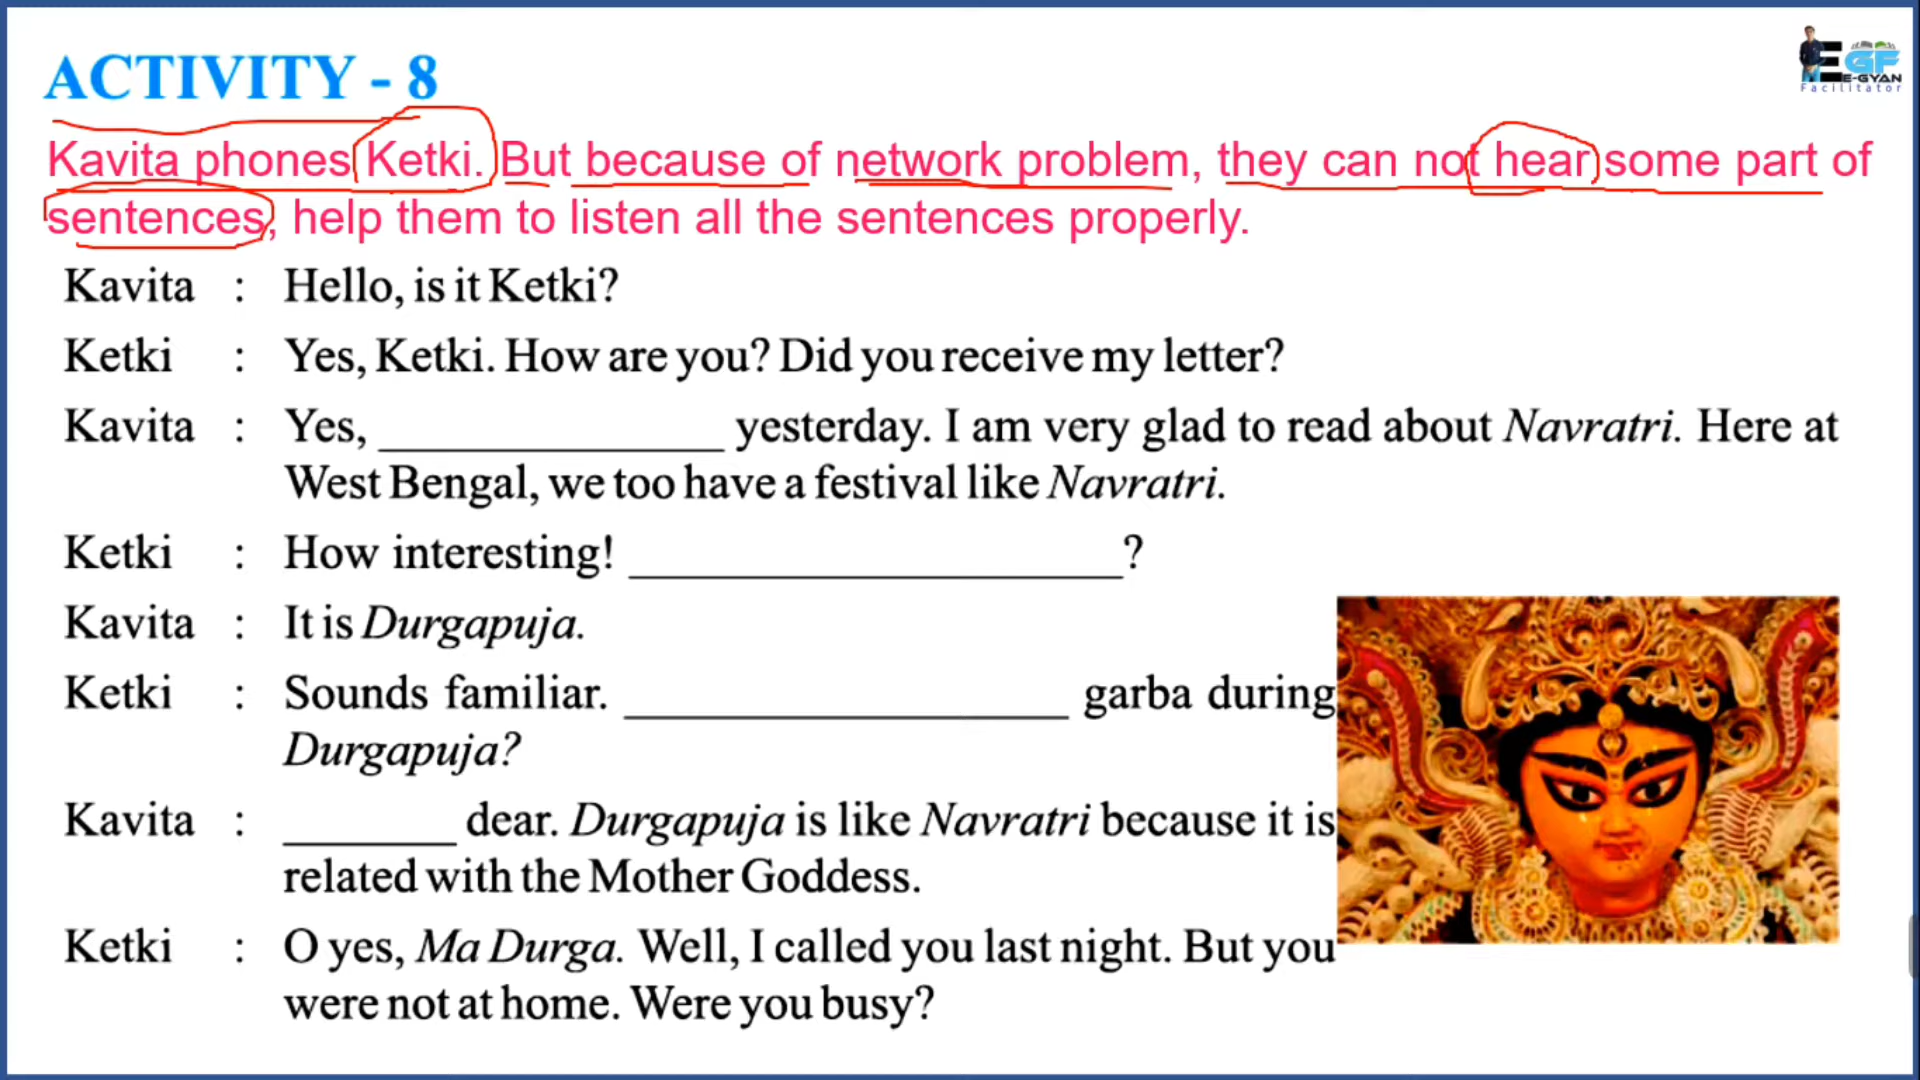 ACTIVITY - 8
E GF
E-GYAN
Facilitator
Kavita phones Ketki. But because of network problem, they can not hear some part of
sentences, help them to listen all the sentences properly.
Kavita : Hello, is it Ketki?
Ketki : Yes, Ketki. How are you? Did you receive my letter?
Kavita : Yes, _______________ yesterday. I am very glad to read about Navratri. Here at
West Bengal, we too have a festival like Navratri.
Ketki : How interesting! _____________________?
Kavita : It is Durgapuja.
Ketki : Sounds familiar. ___________________ garba during
Durgapuja?
Kavita : _______ dear. Durgapuja is like Navratri because it is
related with the Mother Goddess.
Ketki : O yes, Ma Durga. Well, I called you last night. But you
were not at home. Were you busy?